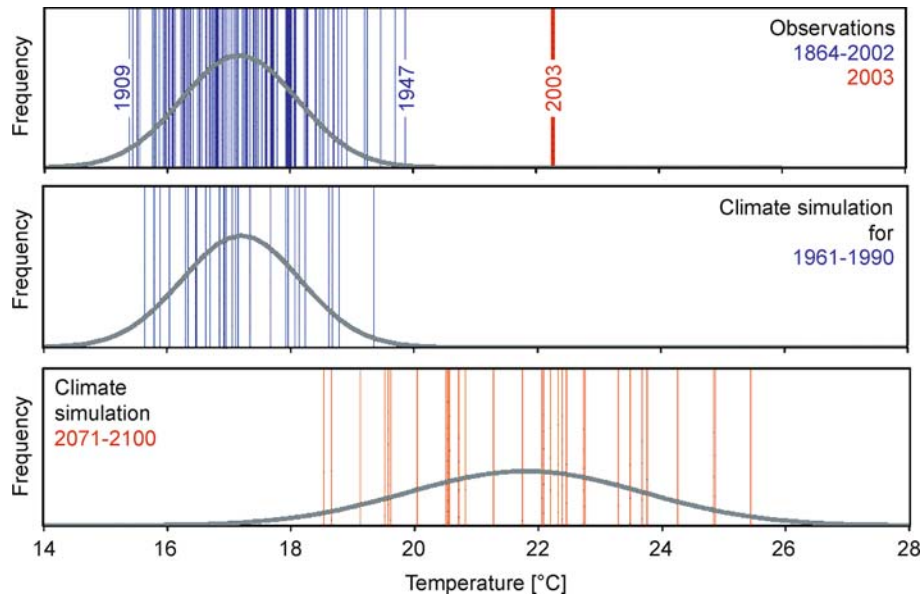 Frequency
1909
1947
2003
Observations
1864-2002
2003
Frequency
Climate simulation
for
1961-1990
Frequency
Climate
simulation
2071-2100
14 16 18 20 22 24 26 28
Temperature [°C]